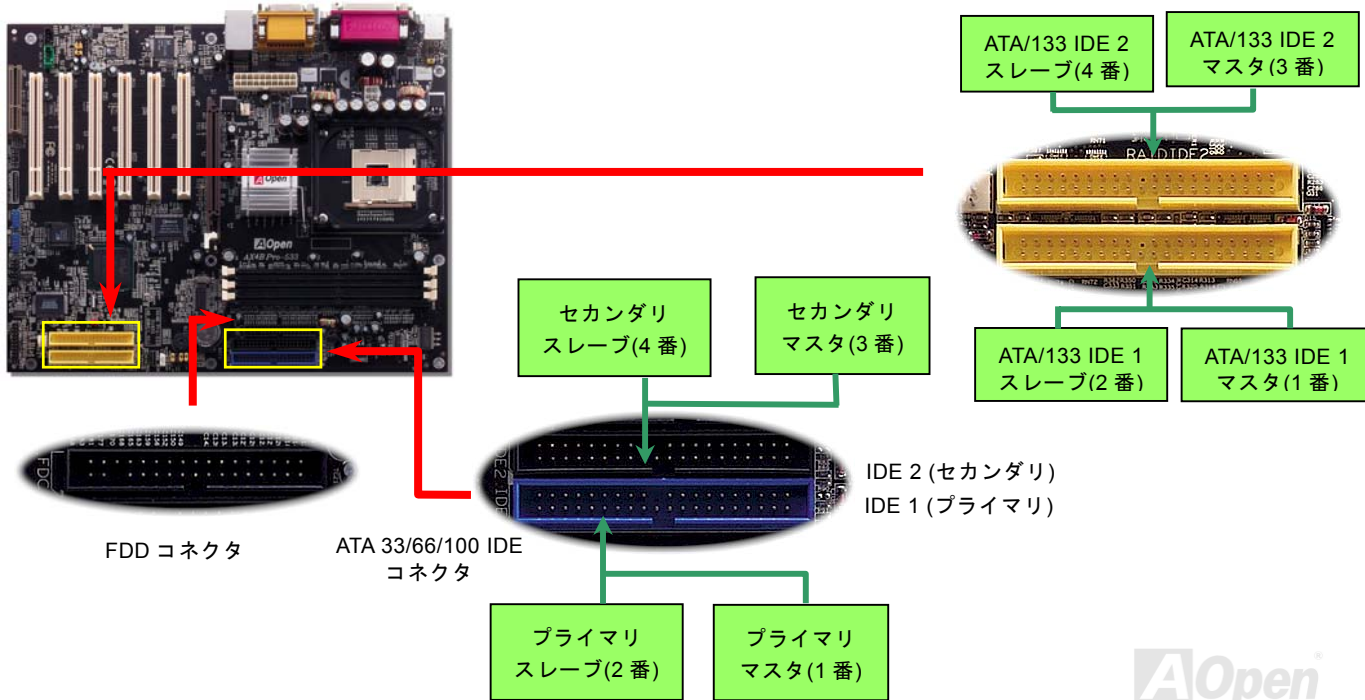 ATA/133 IDE 2
スレーブ(4 番)
ATA/133 IDE 2
マスタ(3 番)
RAIDIDE2
ATA/133 IDE 1
スレーブ(2 番)
ATA/133 IDE 1
マスタ(1 番)
AOpen
AOpen
AX4B Pro-533
セカンダリ
スレーブ(4 番)
セカンダリ
マスタ(3 番)
IDE 2 (セカンダリ)
IDE 1 (プライマリ)
FDD コネクタ
ATA 33/66/100 IDE
コネクタ
プライマリ
スレーブ(2 番)
プライマリ
マスタ(1 番)
AOpen